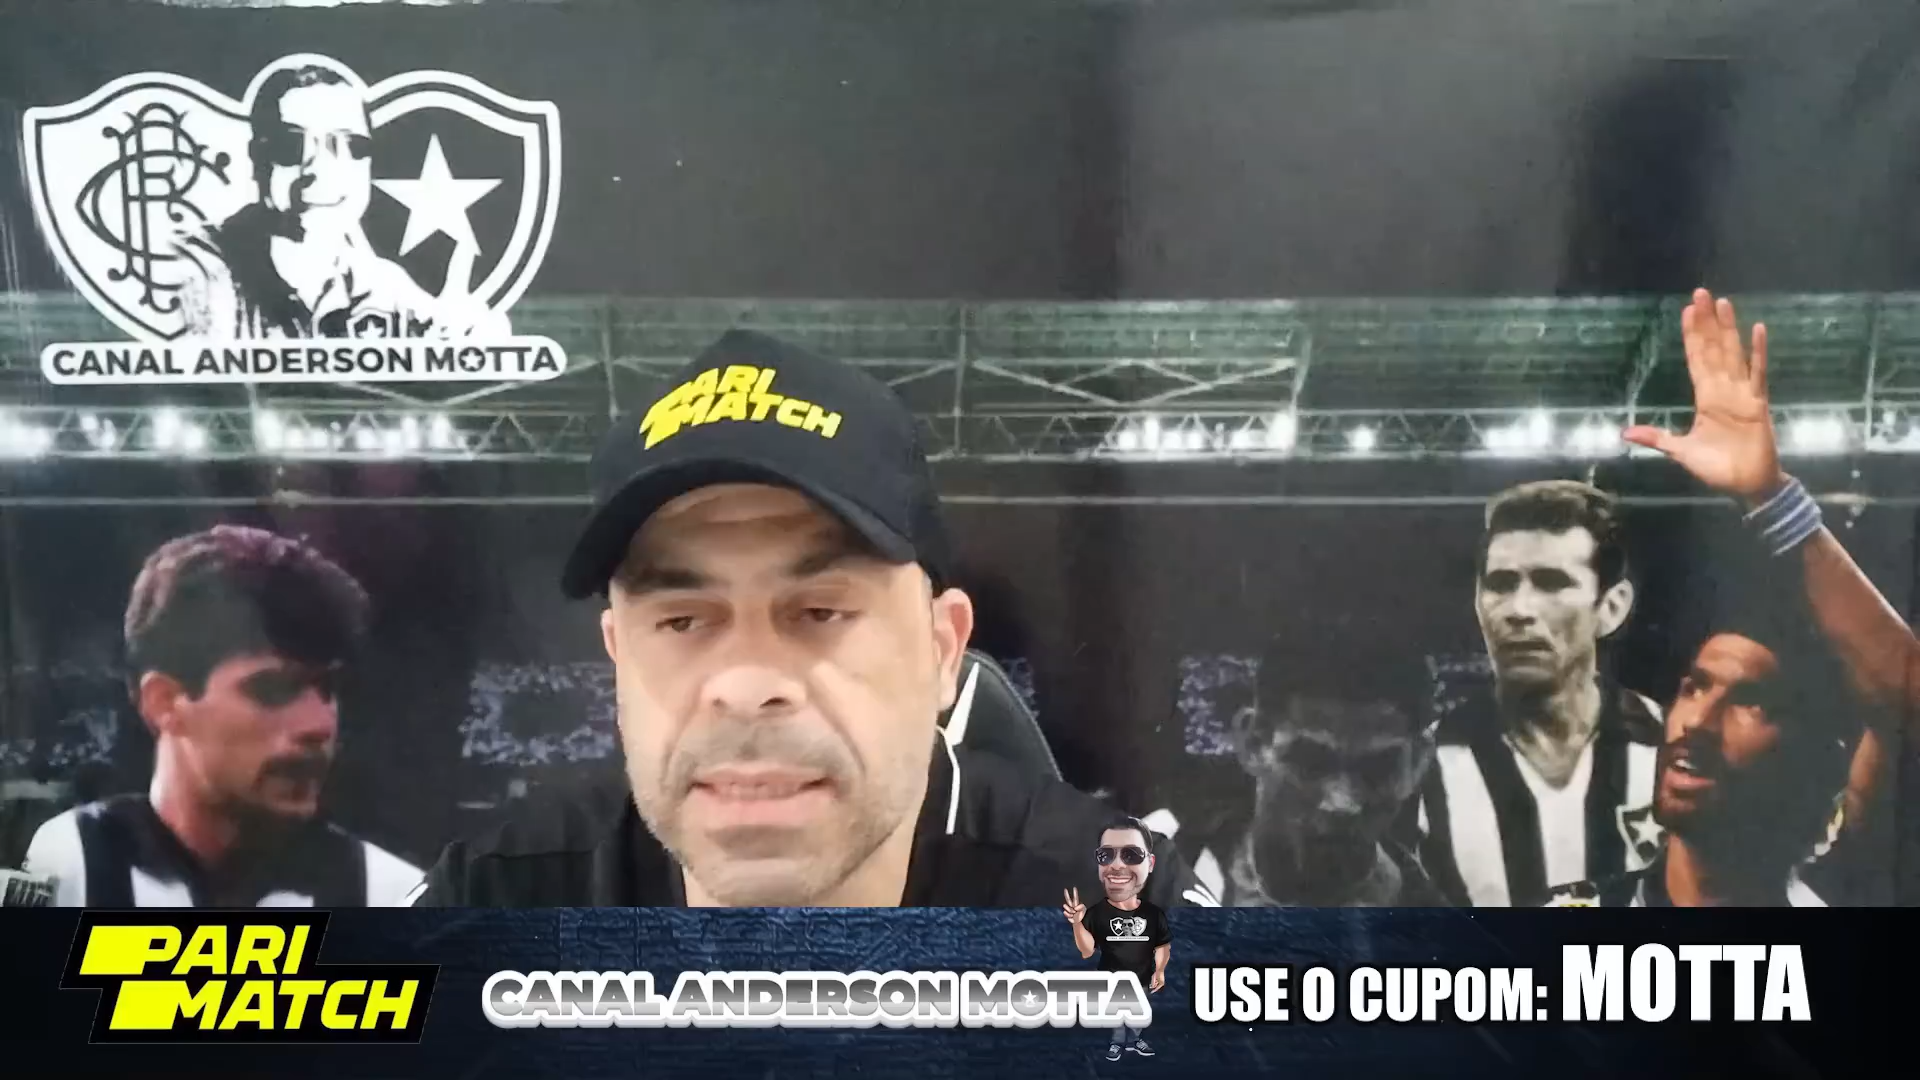 CANAL ANDERSON MOTTA
PARI
MATCH
PARI
MATCH
CANAL ANDERSON MOTTA
USE O CUPOM: MOTTA